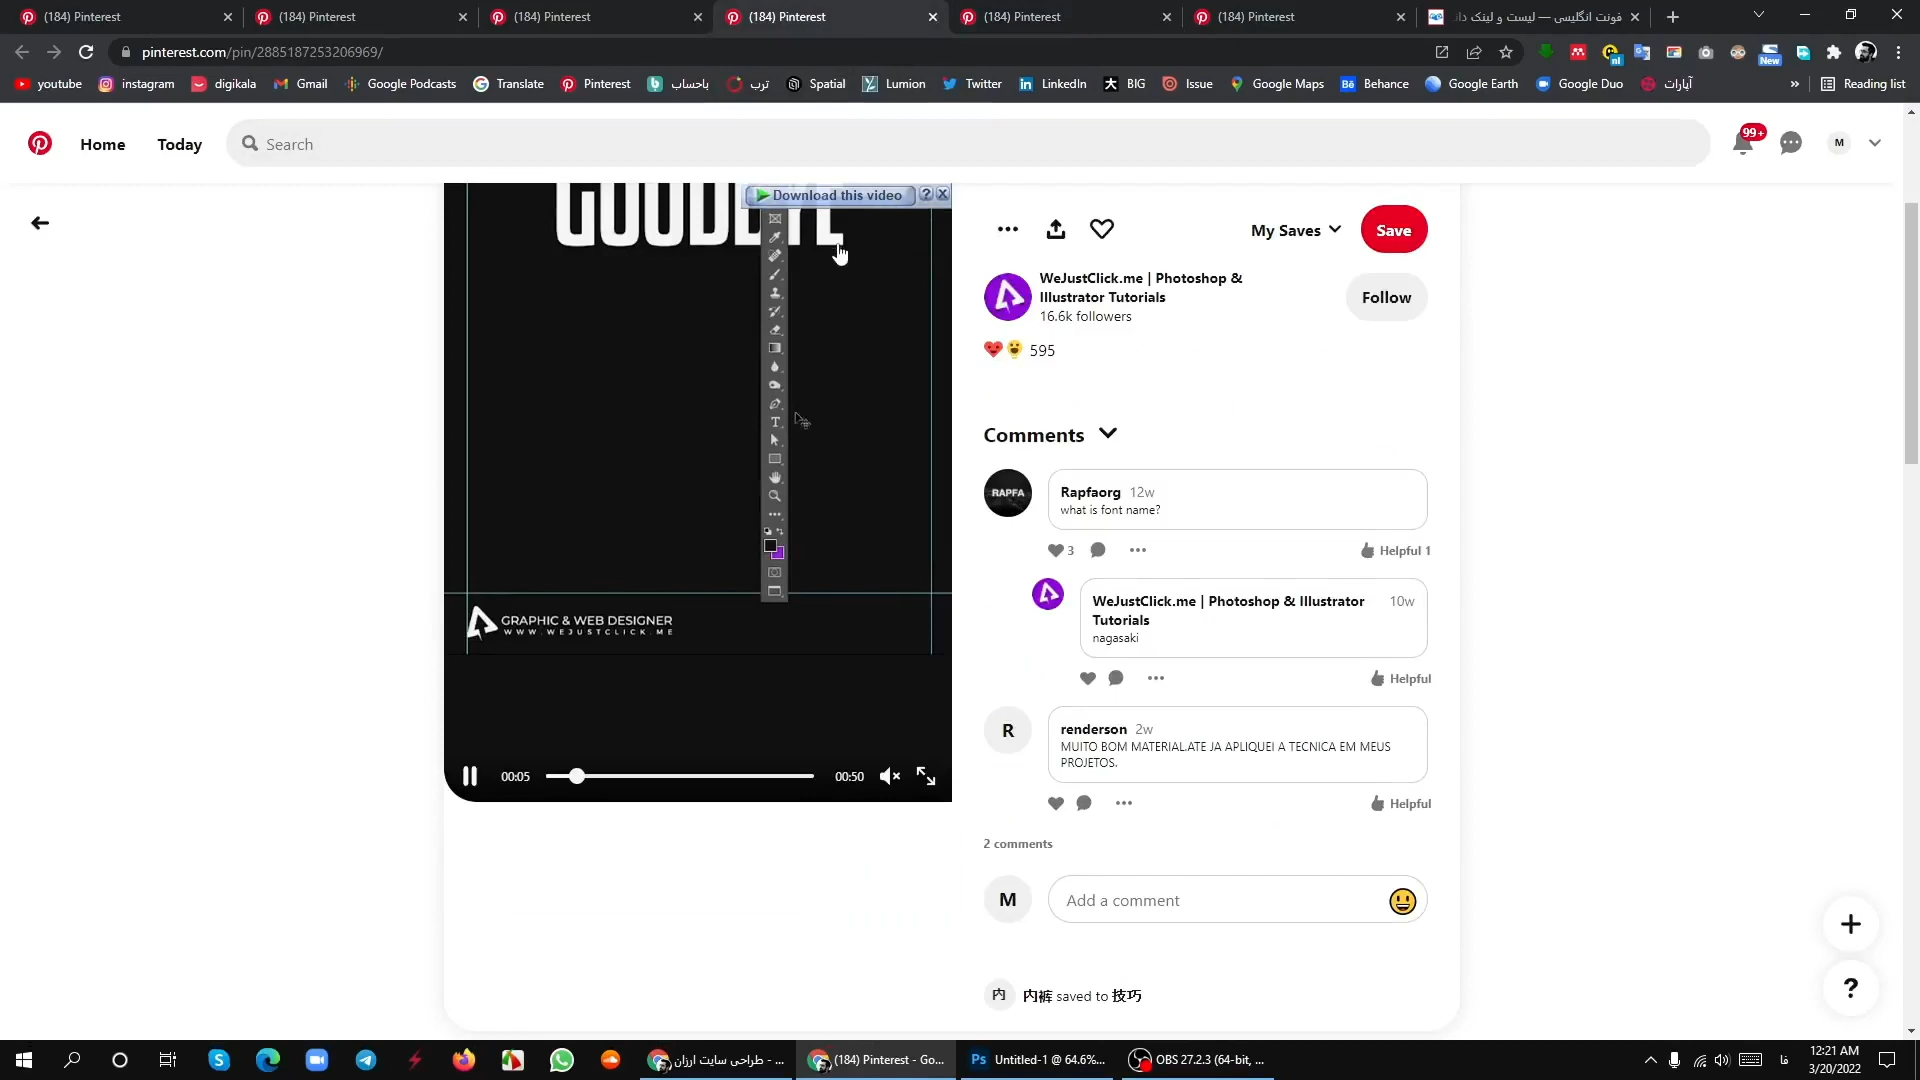 (184) Pinterest
(184) Pinterest
(184) Pinterest
(184) Pinterest
(184) Pinterest
(184) Pinterest
فونت انگلیسی — لیست و لینک دا
pinterest.com/pin/2885187253206969/
nl
New
youtube
instagram
digikala
Gmail
Google Podcasts
Translate
Pinterest
باحساب
ترب
Spatial
Lumion
Twitter
LinkedIn
BIG
Issue
Google Maps
Behance
Google Earth
Google Duo
آپارات
Reading list
Home
Today
Search
99+
M
Download this video
My Saves
Save
WeJustClick.me | Photoshop &
Illustrator Tutorials
16.6k followers
Follow
595
Comments
RAPFA
Rapfaorg 12w
what is font name?
3
Helpful 1
WeJustClick.me | Photoshop & Illustrator 10w
Tutorials
nagasaki
Helpful
R
renderson 2w
MUITO BOM MATERIAL.ATE JA APLIQUEI A TECNICA EM MEUS
PROJETOS.
Helpful
GRAPHIC & WEB DESIGNER
WWW.WEJUSTCLICK.ME
00:05
00:50
2 comments
M
Add a comment
内 内裤 saved to 技巧
طراحی سایت ارزان - ...
(184) Pinterest - Go...
Ps Untitled-1 @ 64.6%...
OBS 27.2.3 (64-bit, ...
فا
12:21 AM
3/20/2022